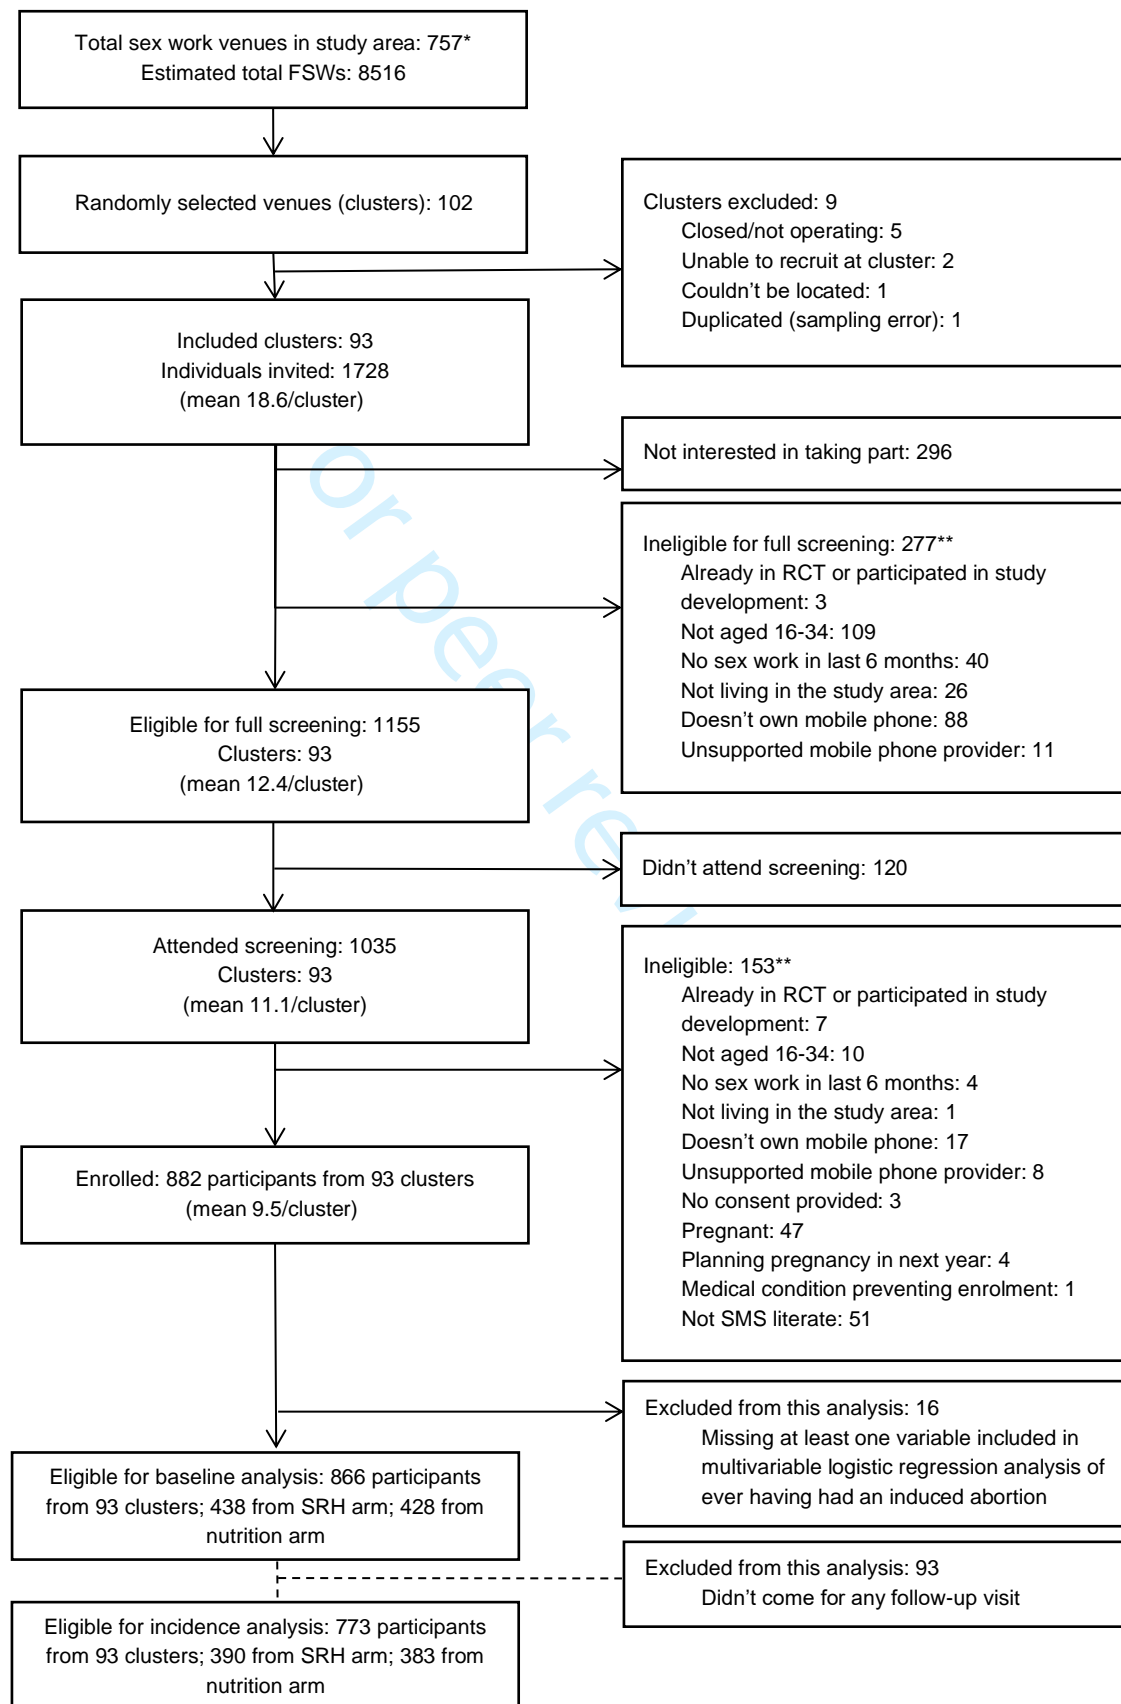 Total sex work venues in study area: 757*
Estimated total FSWs: 8516
Randomly selected venues (clusters): 102
Clusters excluded: 9
Closed/not operating: 5
Unable to recruit at cluster: 2
Couldn't be located: 1
Duplicated (sampling error): 1
Included clusters: 93
Individuals invited: 1728
(mean 18.6/cluster)
Not interested in taking part: 296
Ineligible for full screening: 277**
Already in RCT or participated in study
development: 3
Not aged 16-34: 109
No sex work in last 6 months: 40
Not living in the study area: 26
Doesn't own mobile phone: 88
Unsupported mobile phone provider: 11
Eligible for full screening: 1155
Clusters: 93
(mean 12.4/cluster)
Didn't attend screening: 120
Attended screening: 1035
Clusters: 93
(mean 11.1/cluster)
Ineligible: 153**
Already in RCT or participated in study
development: 7
Not aged 16-34: 10
No sex work in last 6 months: 4
Not living in the study area: 1
Doesn't own mobile phone: 17
Unsupported mobile phone provider: 8
No consent provided: 3
Pregnant: 47
Planning pregnancy in next year: 4
Medical condition preventing enrolment: 1
Not SMS literate: 51
Enrolled: 882 participants from 93 clusters
(mean 9.5/cluster)
Excluded from this analysis: 16
Missing at least one variable included in
multivariable logistic regression analysis of
ever having had an induced abortion
Eligible for baseline analysis: 866 participants
from 93 clusters; 438 from SRH arm; 428 from
nutrition arm
Excluded from this analysis: 93
Didn't come for any follow-up visit
Eligible for incidence analysis: 773 participants
from 93 clusters; 390 from SRH arm; 383 from
nutrition arm
or peer rev